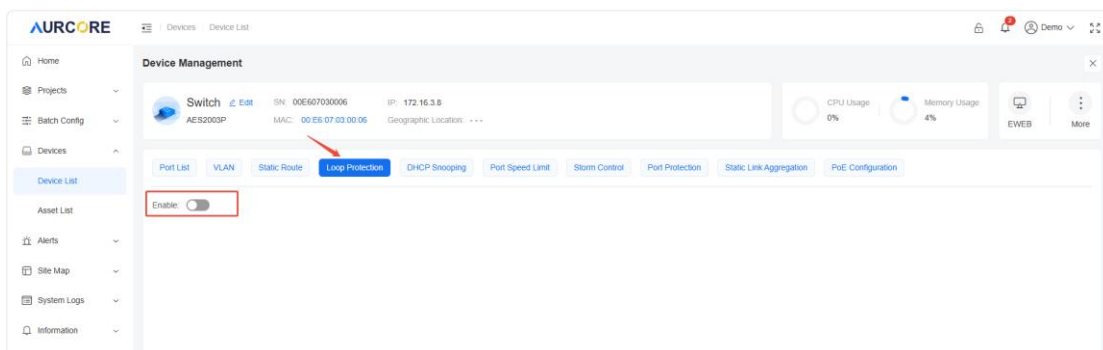 AURCORE
Devices Device List
2
Demo
Home
Projects
Batch Config
Devices
Device List
Asset List
Alerts
Site Map
System Logs
Information
Device Management
Switch Edit SN: 00E607030006 IP: 172.16.3.8
AES2003P MAC: 00:E6:07:03:00:06 Geographic Location: ---
CPU Usage
0%
Memory Usage
4%
EWEB
More
Port List VLAN Static Route Loop Protection DHCP Snooping Port Speed Limit Storm Control Port Protection Static Link Aggregation PoE Configuration
Enable: